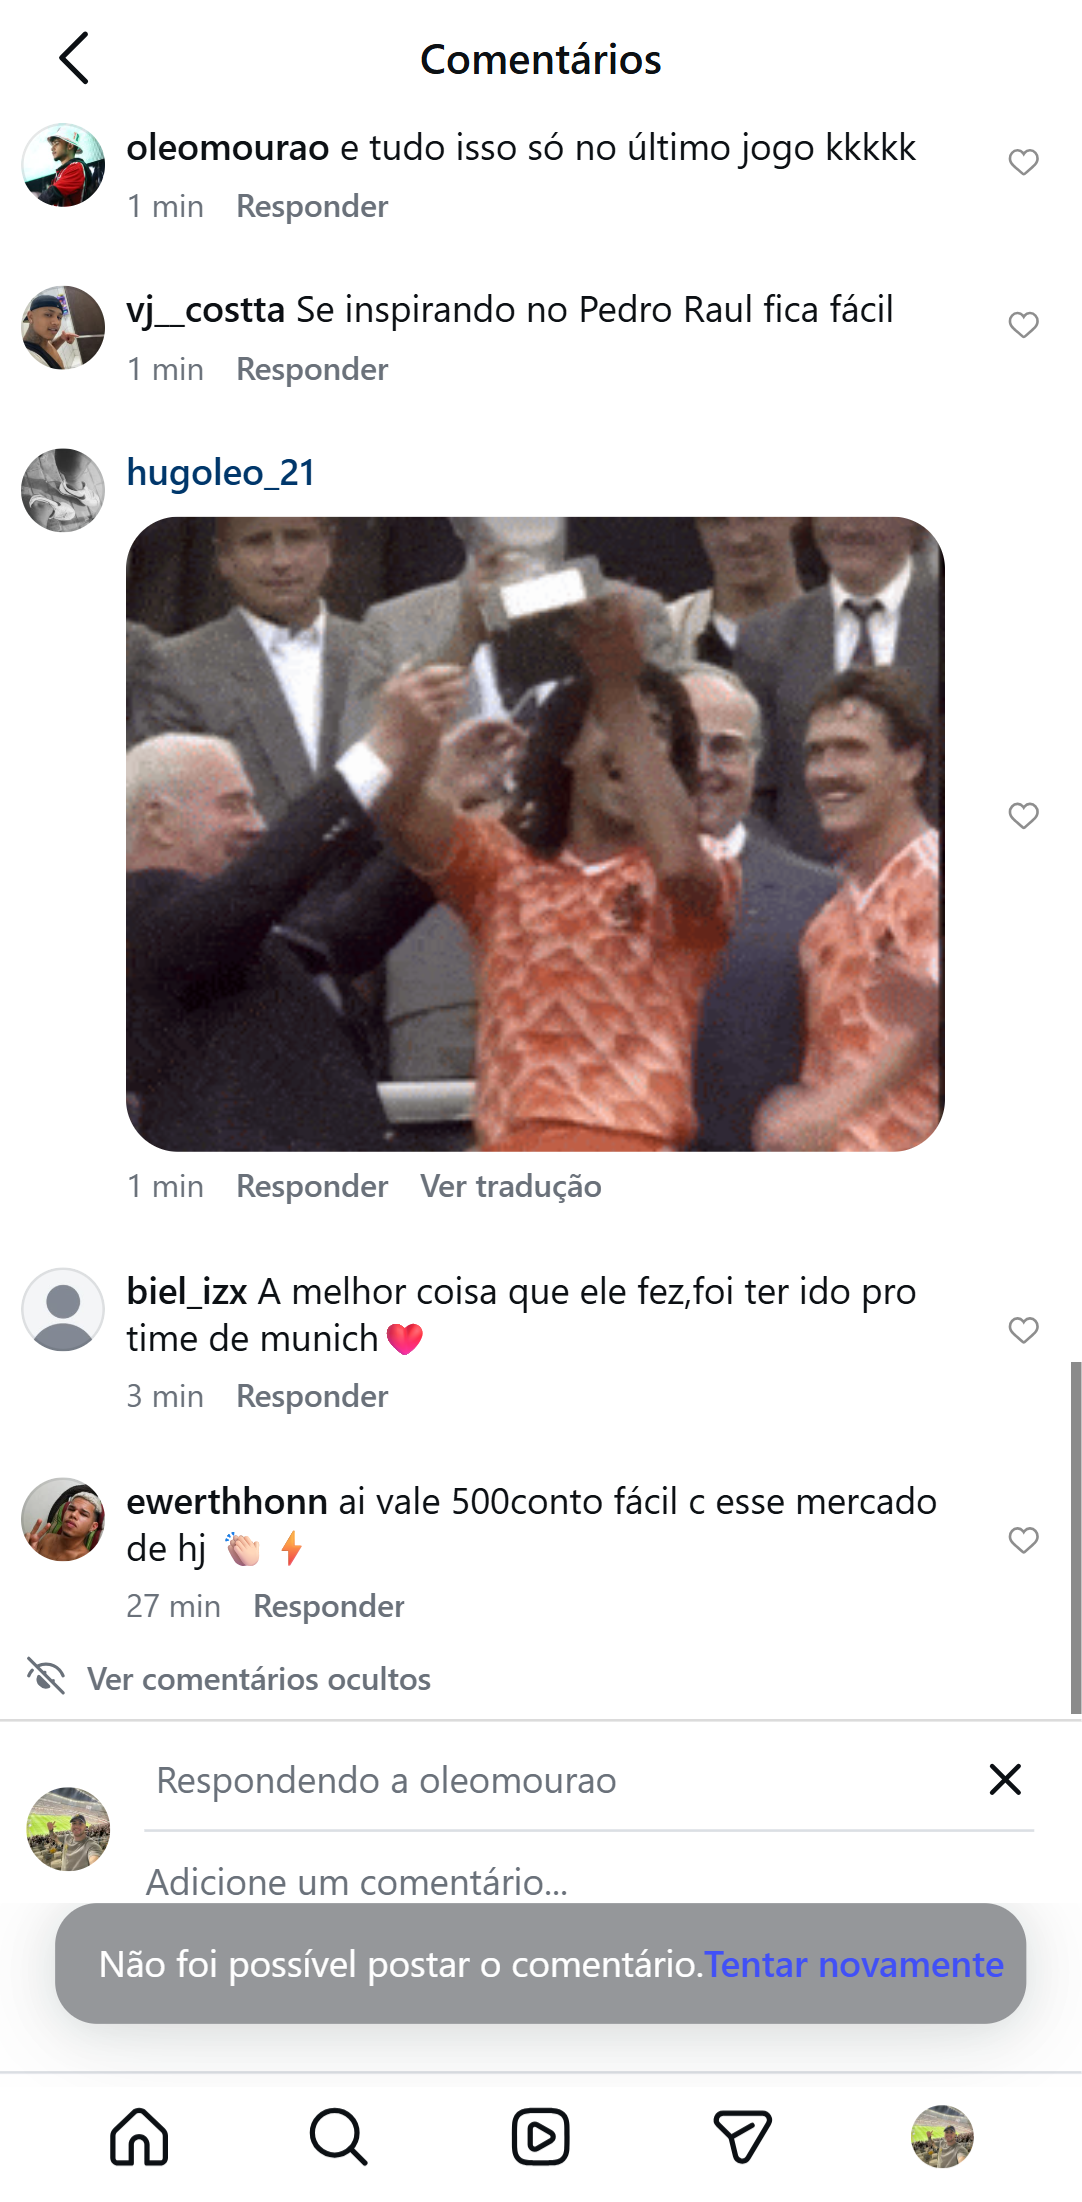 Comentários
oleomourao e tudo isso só no último jogo kkkkk
1 min Responder
vj__costta Se inspirando no Pedro Raul fica fácil
1 min Responder
hugoleo_21
1 min Responder Ver tradução
biel_izx A melhor coisa que ele fez,foi ter ido pro
time de munich❤️
3 min Responder
ewerthhonn ai vale 500conto fácil c esse mercado
de hj 👏🏻⚡
27 min Responder
Ver comentários ocultos
Respondendo a oleomourao
Adicione um comentário...
Não foi possível postar o comentário.Tentar novamente